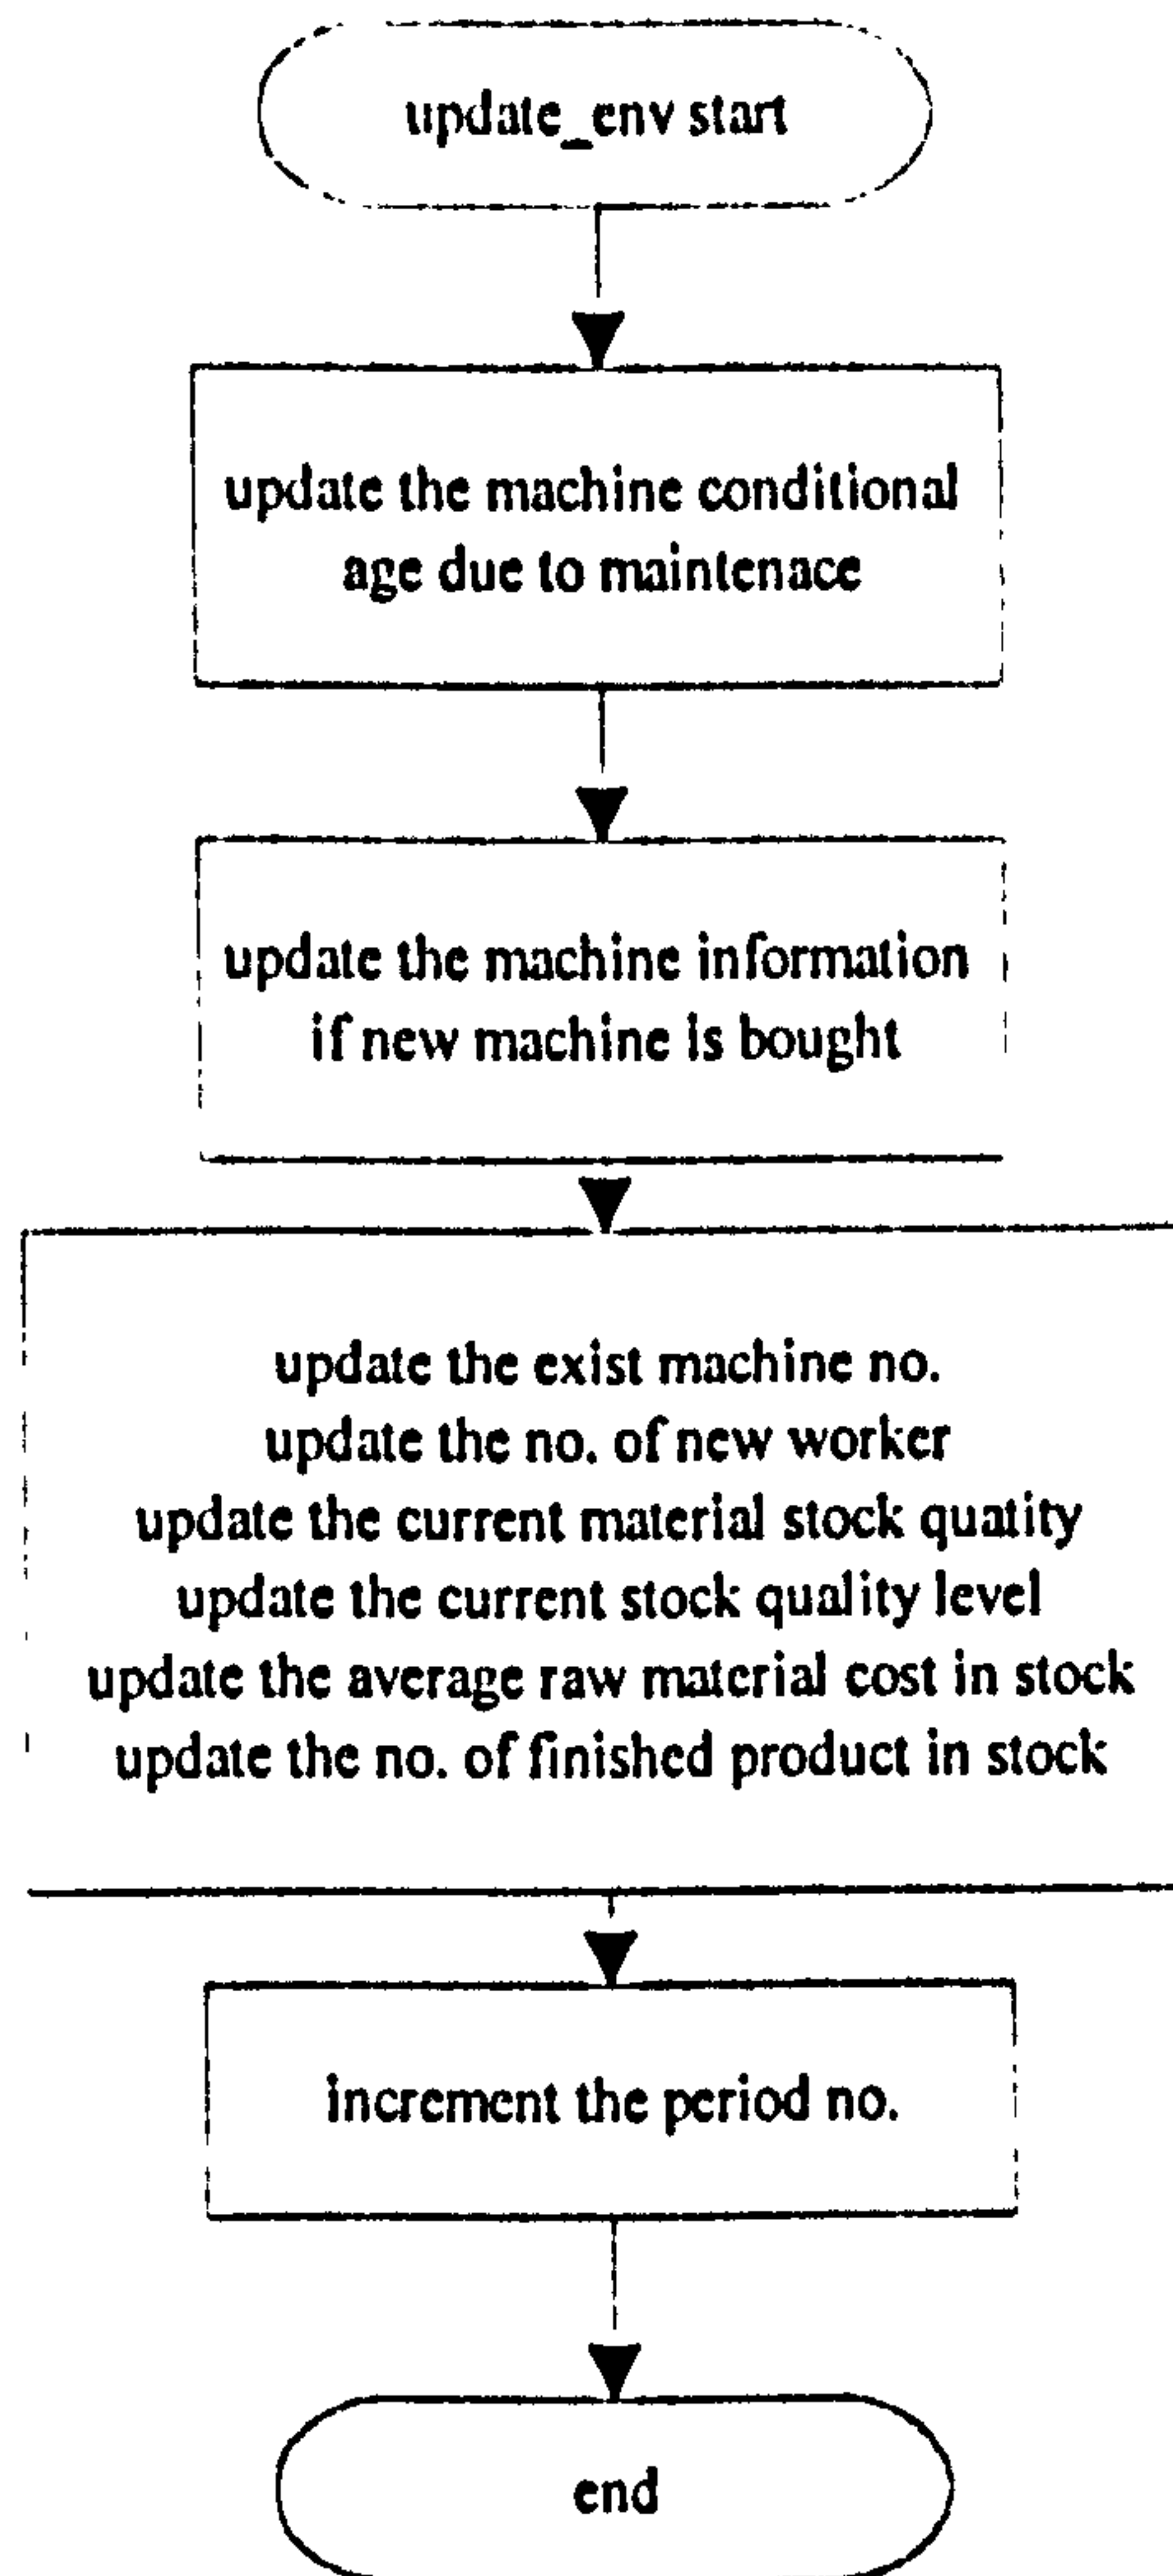 update_env start
update the machine conditional
age due to maintenace
update the machine information
if new machine is bought
update the exist machine no.
update the no. of new worker
update the current material stock quatity
update the current stock quality level
update the average raw material cost in stock
update the no. of finished product in stock
increment the period no.
end